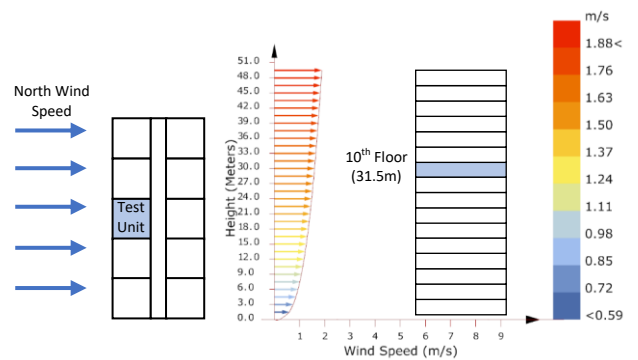 North Wind
Speed
Test
Unit
Height (Meters)
51.0
48.0
45.0
42.0
39.0
36.0
33.0
30.0
27.0
24.0
21.0
18.0
15.0
12.0
9.0
6.0
3.0
0.0
1 2 3 4 5 6 7 8 9
Wind Speed (m/s)
10th Floor
(31.5m)
m/s
1.88<
1.76
1.63
1.50
1.37
1.24
1.11
0.98
0.85
0.72
<0.59